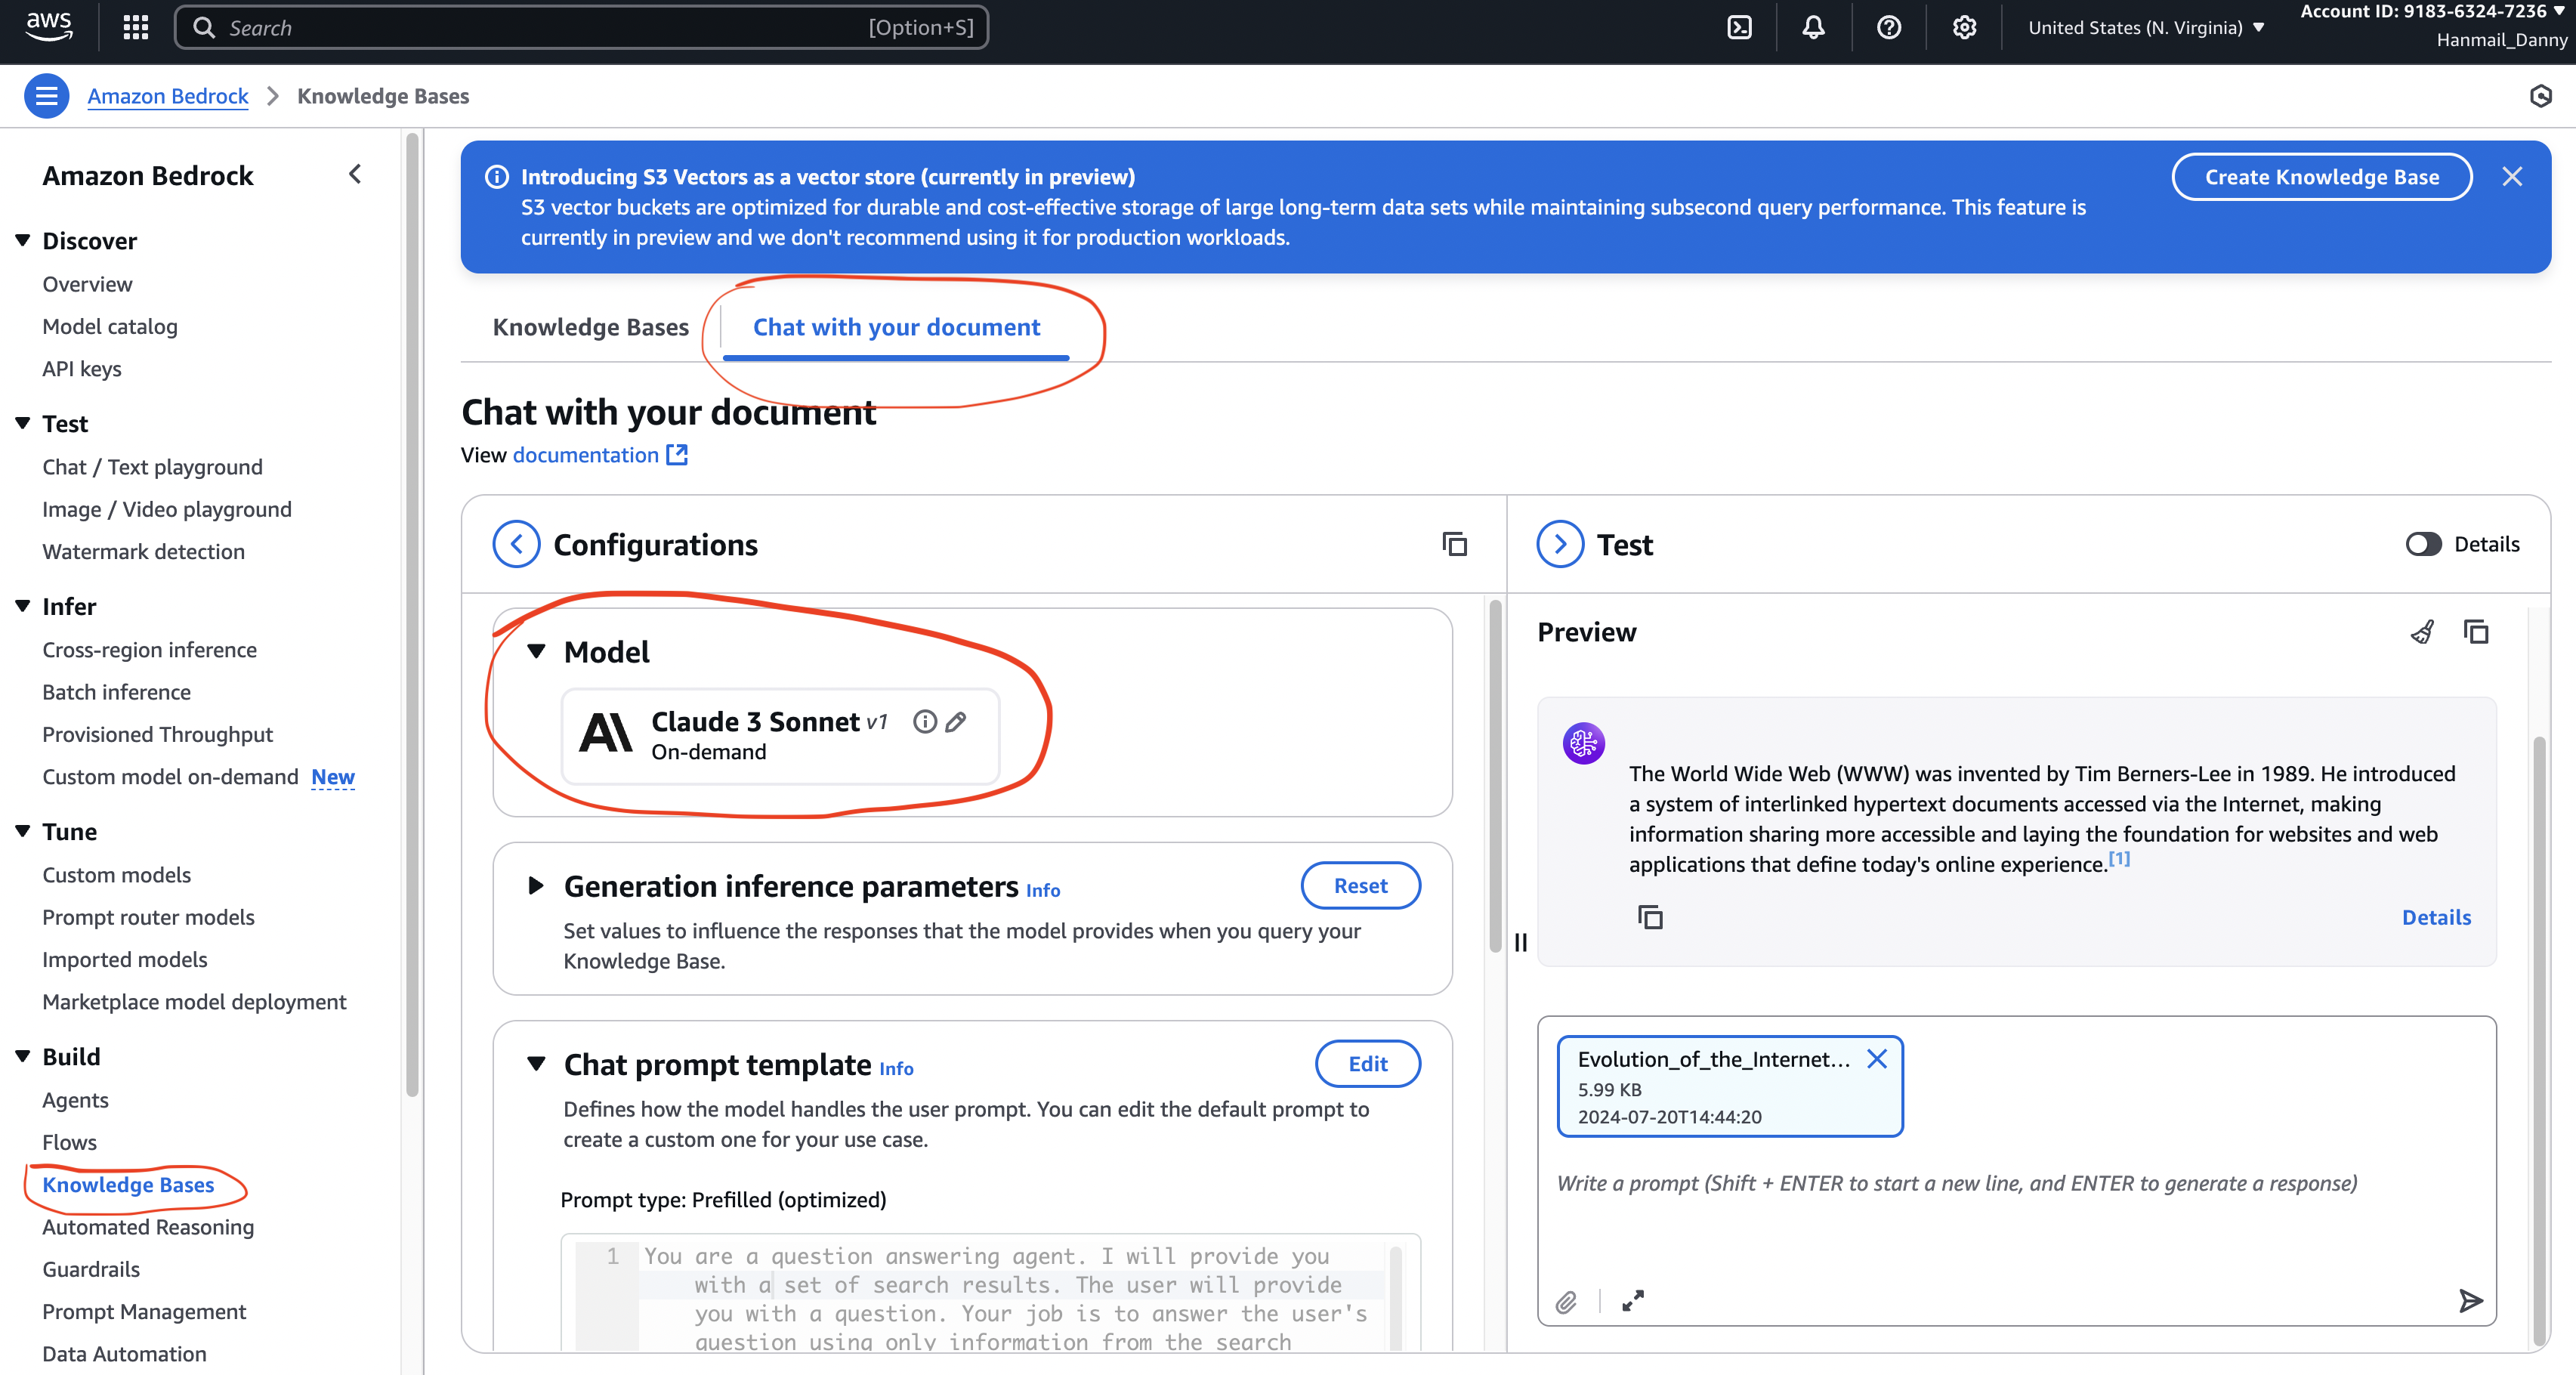 aws
Search
[Option+S]
United States (N. Virginia)
Account ID: 9183-6324-7236
Hanmail_Danny
Amazon Bedrock
Knowledge Bases
Amazon Bedrock
Discover
Overview
Model catalog
API keys
Test
Chat / Text playground
Image / Video playground
Watermark detection
Infer
Cross-region inference
Batch inference
Provisioned Throughput
Custom model on-demand New
Tune
Custom models
Prompt router models
Imported models
Marketplace model deployment
Build
Agents
Flows
Knowledge Bases
Automated Reasoning
Guardrails
Prompt Management
Data Automation
Introducing S3 Vectors as a vector store (currently in preview)
S3 vector buckets are optimized for durable and cost-effective storage of large long-term data sets while maintaining subsecond query performance. This feature is
currently in preview and we don't recommend using it for production workloads.
Create Knowledge Base
Knowledge Bases
Chat with your document
Chat with your document
View documentation
Configurations
Model
Claude 3 Sonnet v1
On-demand
Generation inference parameters Info
Reset
Set values to influence the responses that the model provides when you query your
Knowledge Base.
Chat prompt template Info
Edit
Defines how the model handles the user prompt. You can edit the default prompt to
create a custom one for your use case.
Prompt type: Prefilled (optimized)
1 You are a question answering agent. I will provide you
with a set of search results. The user will provide
you with a question. Your job is to answer the user's
question using only information from the search
Test
Details
Preview
The World Wide Web (WWW) was invented by Tim Berners-Lee in 1989. He introduced
a system of interlinked hypertext documents accessed via the Internet, making
information sharing more accessible and laying the foundation for websites and web
applications that define today's online experience.[1]
Details
Evolution_of_the_Internet...
5.99 KB
2024-07-20T14:44:20
Write a prompt (Shift + ENTER to start a new line, and ENTER to generate a response)